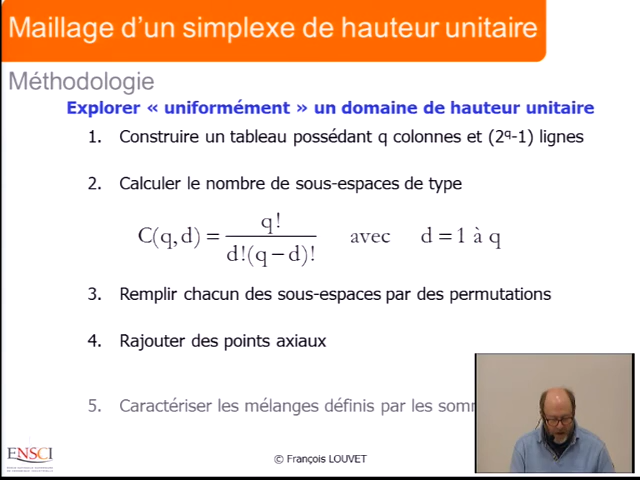 Maillage d'un simplexe de hauteur unitaire
Méthodologie
Explorer « uniformément » un domaine de hauteur unitaire
1. Construire un tableau possédant q colonnes et (2^q-1) lignes
2. Calculer le nombre de sous-espaces de type
C(q,d) = q! / d!(q-d)! avec d = 1 à q
3. Remplir chacun des sous-espaces par des permutations
4. Rajouter des points axiaux
5. Caractériser les mélanges définis par les
ENSCI
© François LOUVET